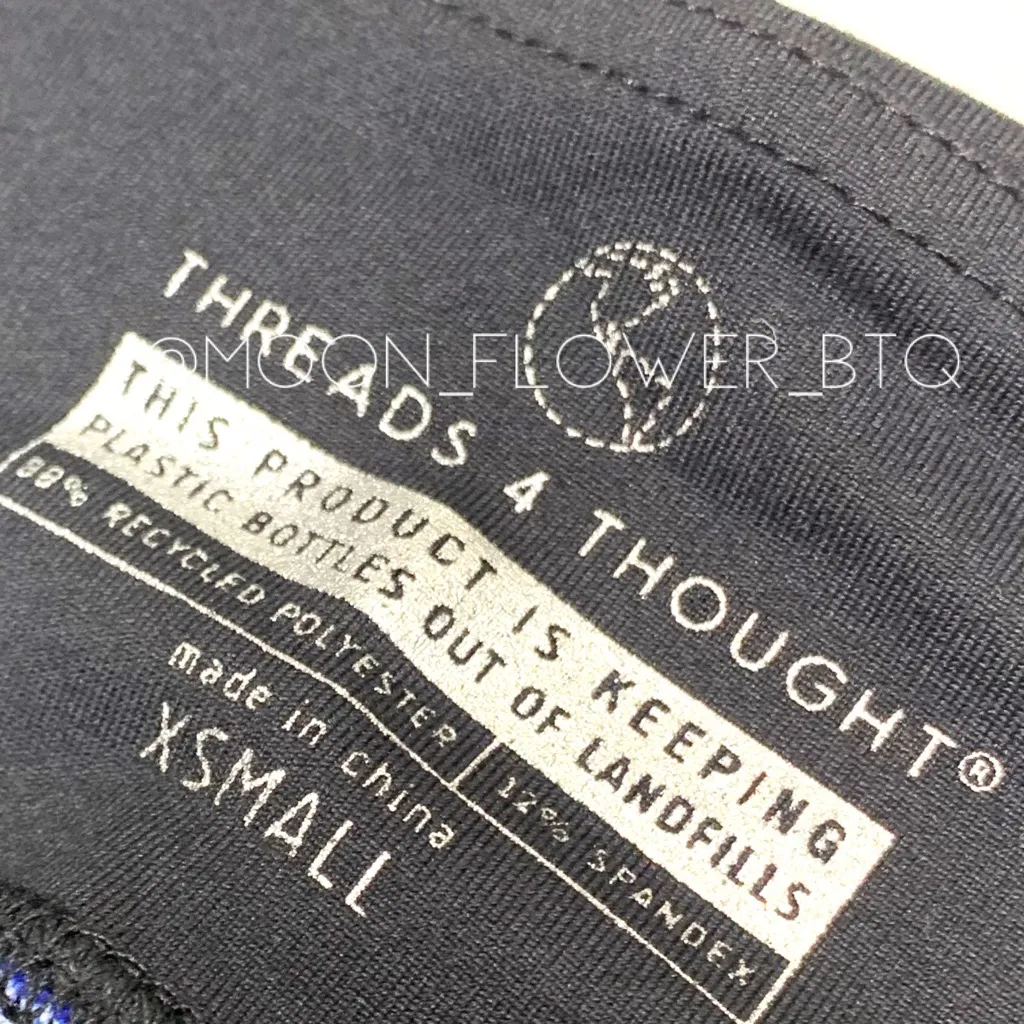 THREADS 4 THOUGHT®
@MOON_FLOWER_BTQ
THIS PRODUCT IS KEEPING
PLASTIC BOTTLES OUT OF LANDFILLS
88% RECYCLED POLYESTER | 12% SPANDEX
made in china
XSMALL